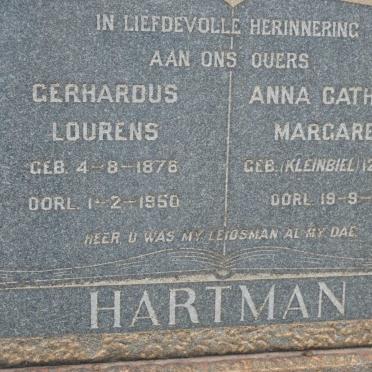 IN LIEFDEVOLLE HERINNERING
AAN ONS OUERS
GERHARDUS
LOURENS
GEB. 4-8-1876
OORL. 1-2-1950
ANNA CATH
MARGARE
GEB. (KLEINBIEL) 12
OORL. 19-9-
HEER U WAS MY LEIDSMAN AL MY DAE
HARTMAN